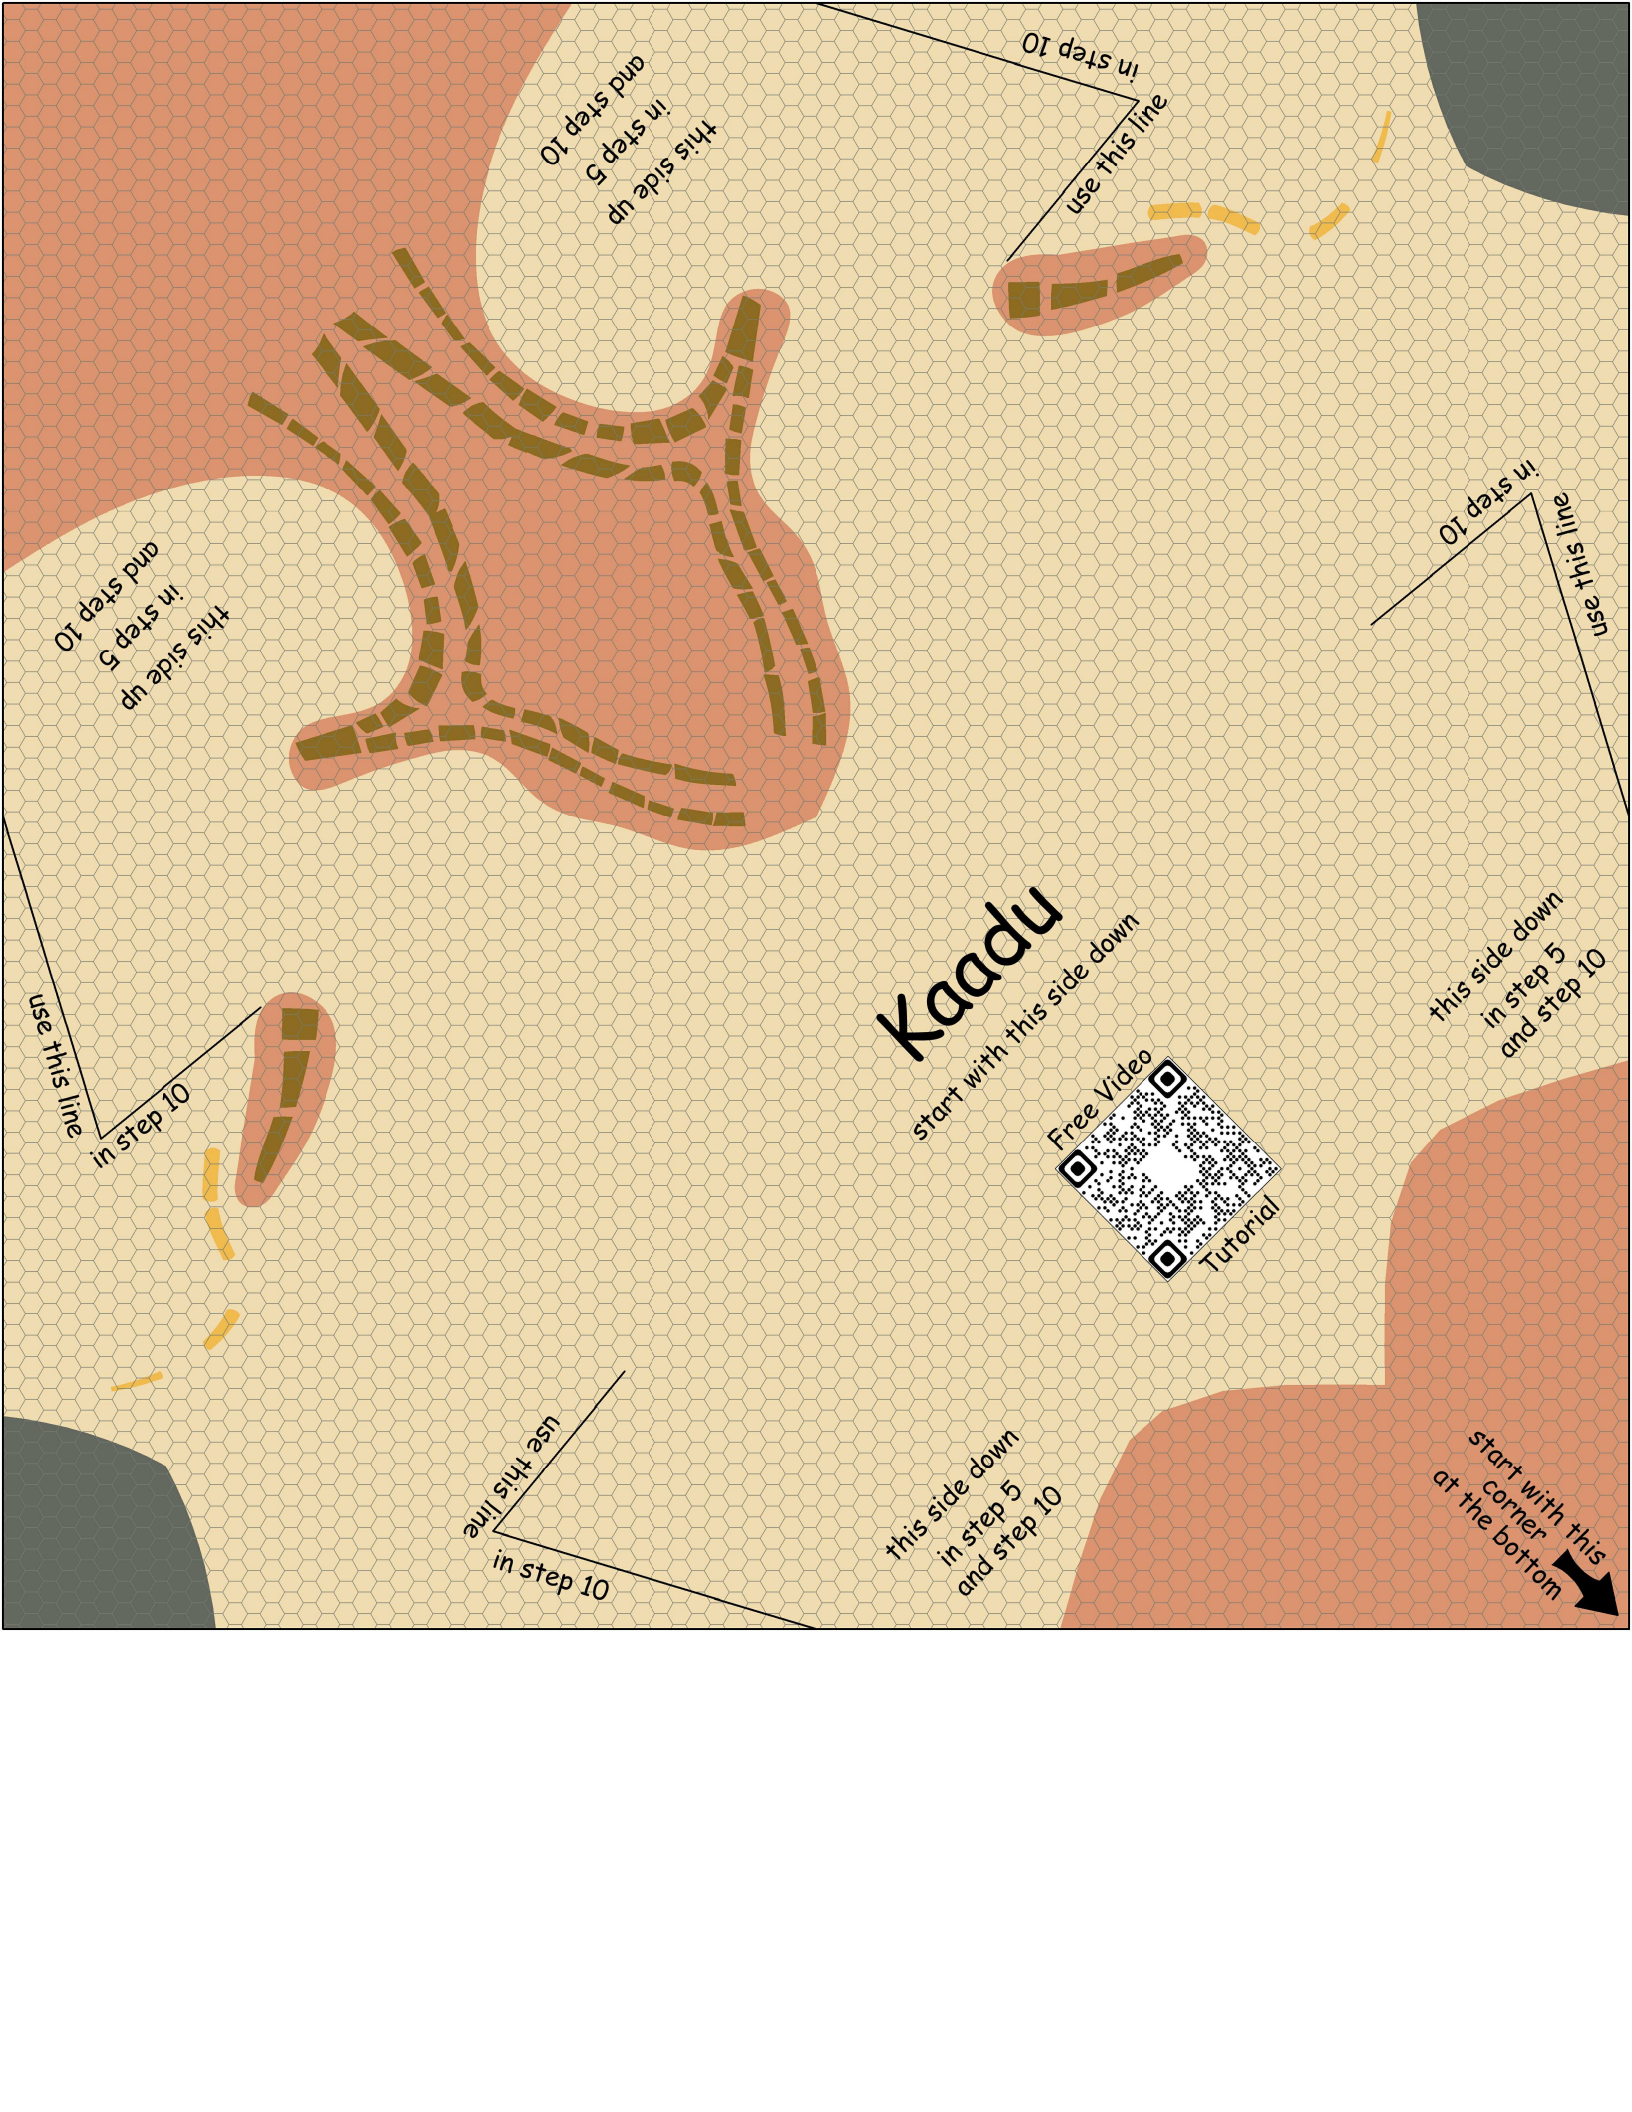 in step 10
use this line
this side up
in step 5
and step 10
in step 10
use this line
this side up
in step 5
and step 10
Kaadu
start with this side down
this side down
in step 5
and step 10
use this line
in step 10
Free Video
Tutorial
use this line
in step 10
this side down
in step 5
and step 10
start with this
corner
at the bottom